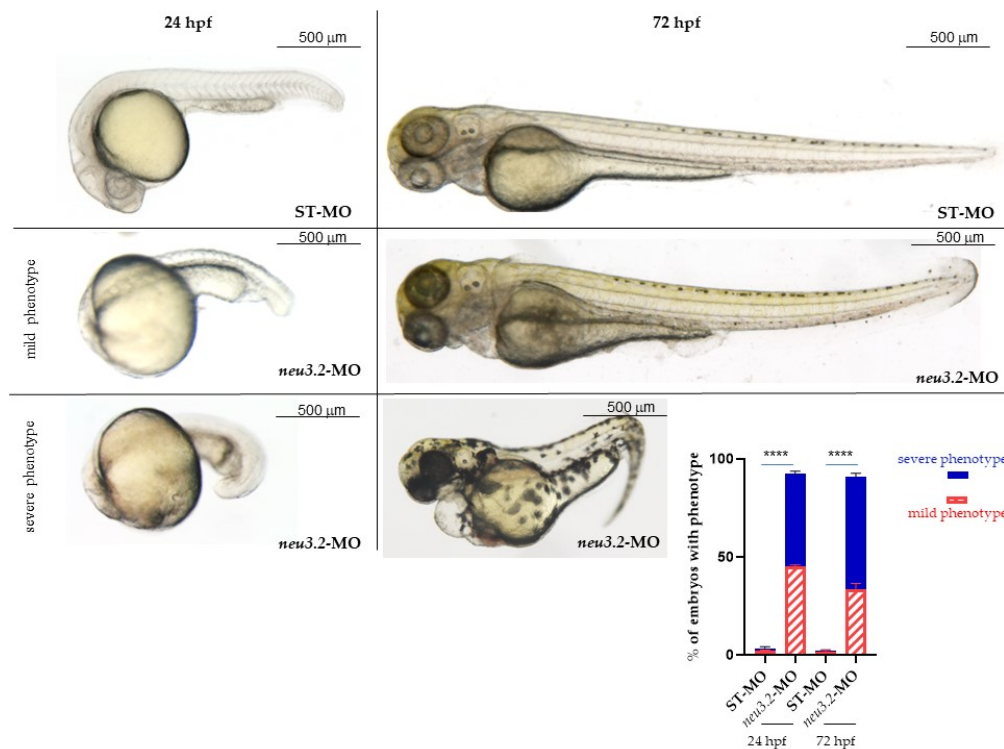 24 hpf
72 hpf
500 µm
500 µm
ST-MO
ST-MO
mild phenotype
500 µm
500 µm
neu3.2-MO
neu3.2-MO
severe phenotype
500 µm
500 µm
neu3.2-MO
neu3.2-MO
% of embryos with phenotype
100
50
0
****
****
severe phenotype
mild phenotype
ST-MO
neu3.2-MO
ST-MO
neu3.2-MO
24 hpf
72 hpf